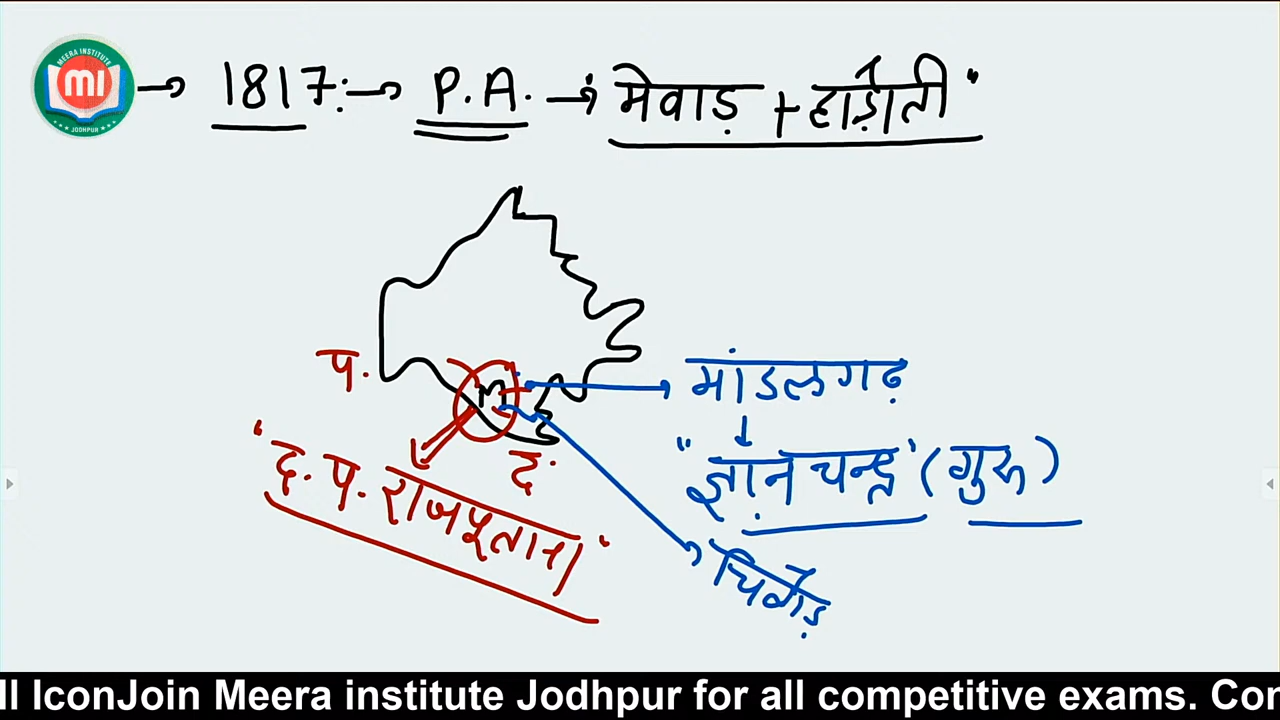 MEERA INSTITUTE
MI
JODHPUR
→ 1817:→ P.A. → मेवाड़ + हाड़ौती"
प.
M
मांडलगढ़
"ज्ञानचन्द्र" (गुरु)
द.
"द. प. राजपूताना"
चित्तौड़
ll IconJoin Meera institute Jodhpur for all competitive exams. Con